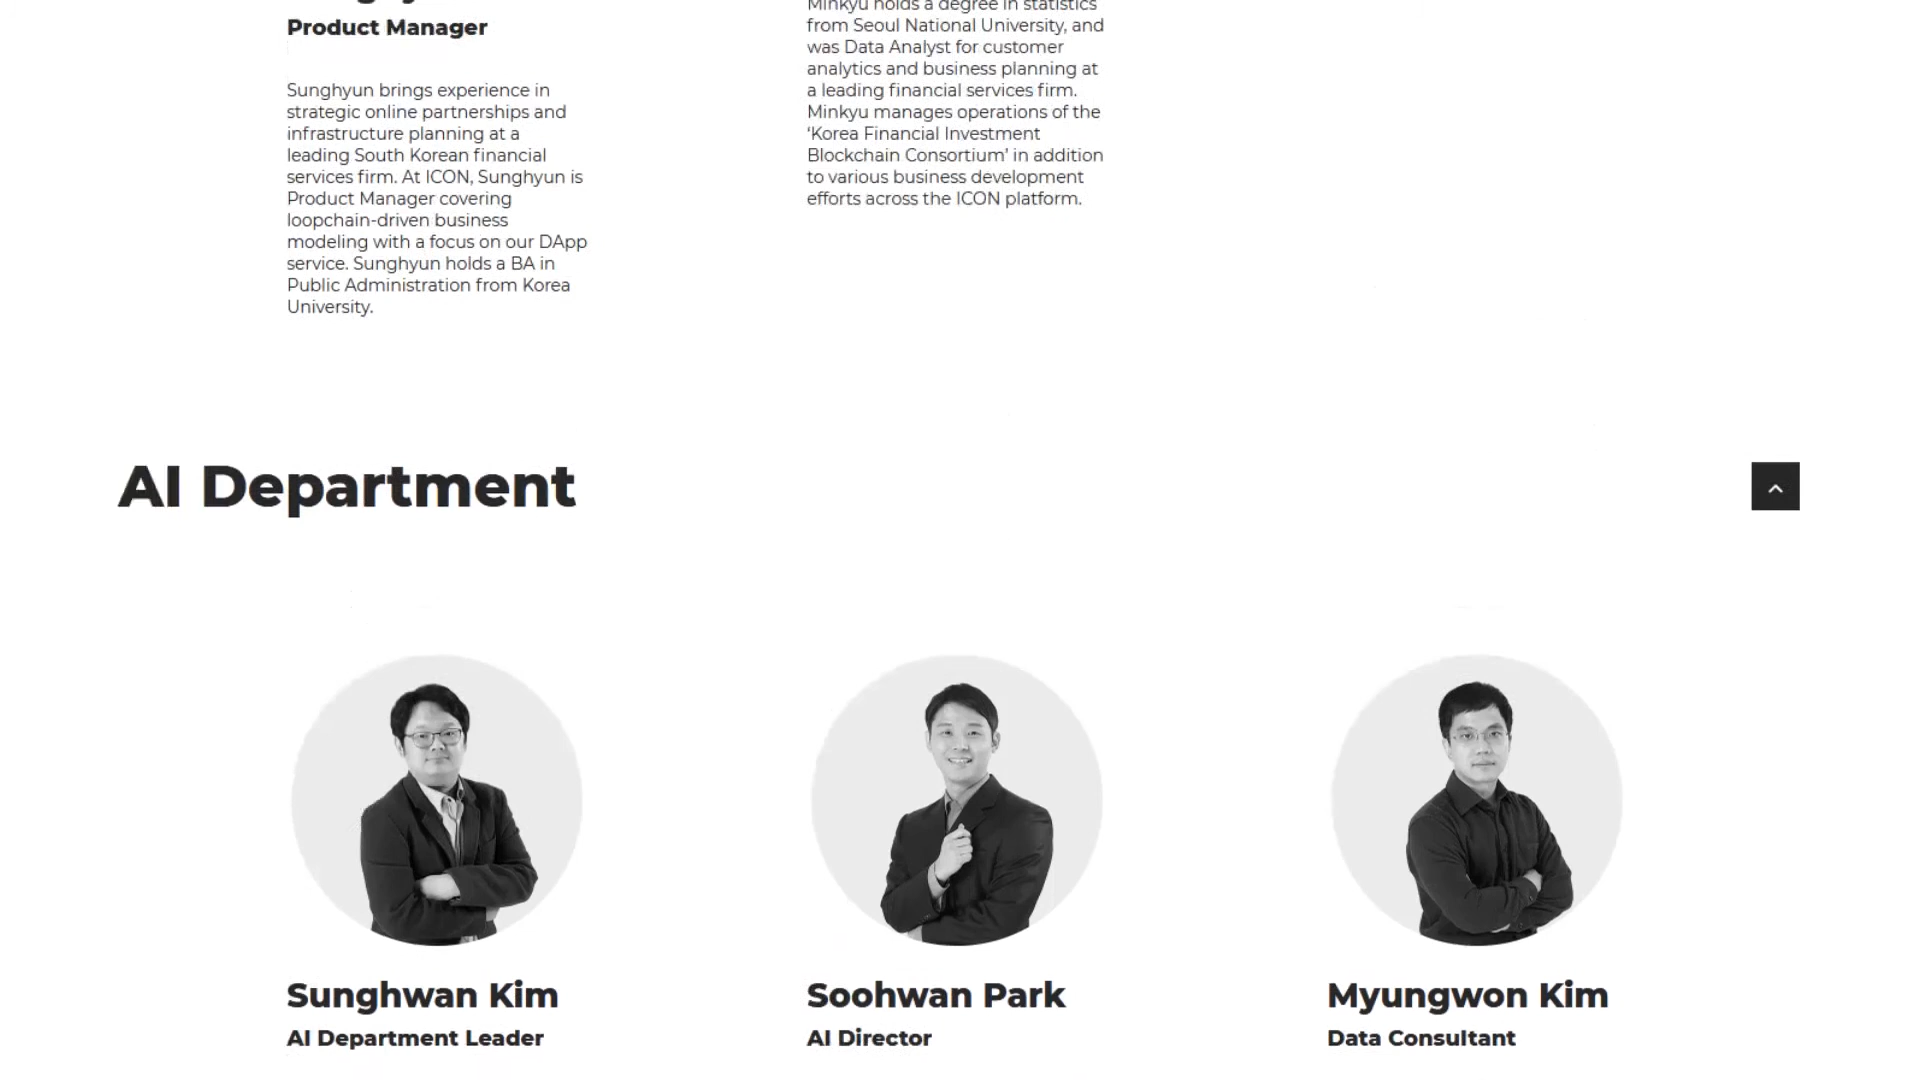 Product Manager
Sunghyun brings experience in
strategic online partnerships and
infrastructure planning at a
leading South Korean financial
services firm. At ICON, Sunghyun is
Product Manager covering
loopchain-driven business
modeling with a focus on our DApp
service. Sunghyun holds a BA in
Public Administration from Korea
University.
Minkyu holds a degree in statistics
from Seoul National University, and
was Data Analyst for customer
analytics and business planning at
a leading financial services firm.
Minkyu manages operations of the
‘Korea Financial Investment
Blockchain Consortium’ in addition
to various business development
efforts across the ICON platform.
AI Department
Sunghwan Kim
AI Department Leader
Soohwan Park
AI Director
Myungwon Kim
Data Consultant